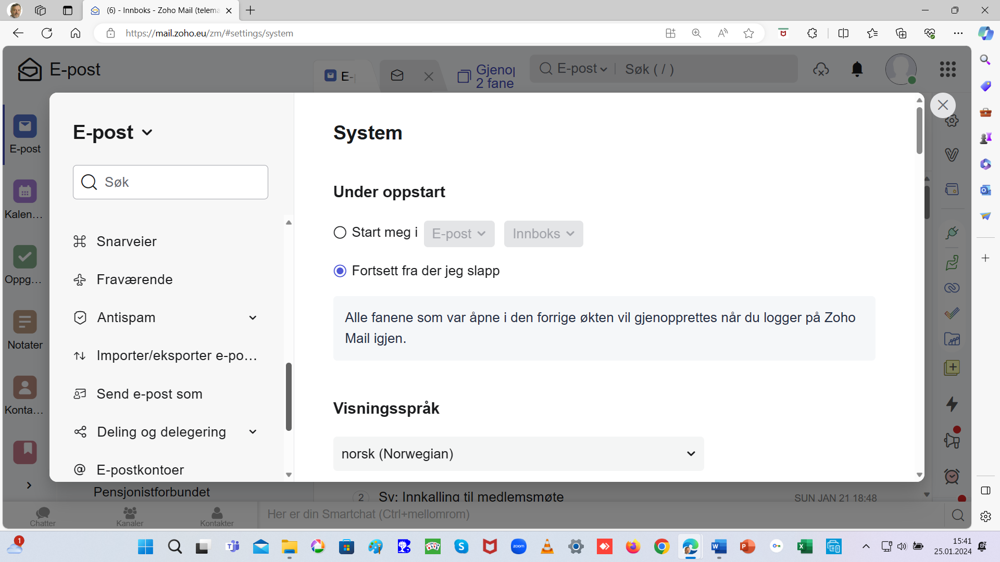 (6) - Innboks - Zoho Mail (telema
https://mail.zoho.eu/zm/#settings/system
E-post
E-
Gjenop
2 fane
E-post
Søk ( / )
E-post
Kalen...
Oppg...
Notater
Konta...
E-post
Søk
Snarveier
Fraværende
Antispam
Importer/eksporter e-po...
Send e-post som
Deling og delegering
E-postkontoer
System
Under oppstart
Start meg i
E-post
Innboks
Fortsett fra der jeg slapp
Alle fanene som var åpne i den forrige økten vil gjenopprettes når du logger på Zoho
Mail igjen.
Visningsspråk
norsk (Norwegian)
Pensjonistforbundet
2
Sv: Innkalling til medlemsmøte
SUN JAN 21 18:48
Chatter
Kanaler
Kontakter
Her er din Smartchat (Ctrl+mellomrom)
1
zoom
15:41
25.01.2024